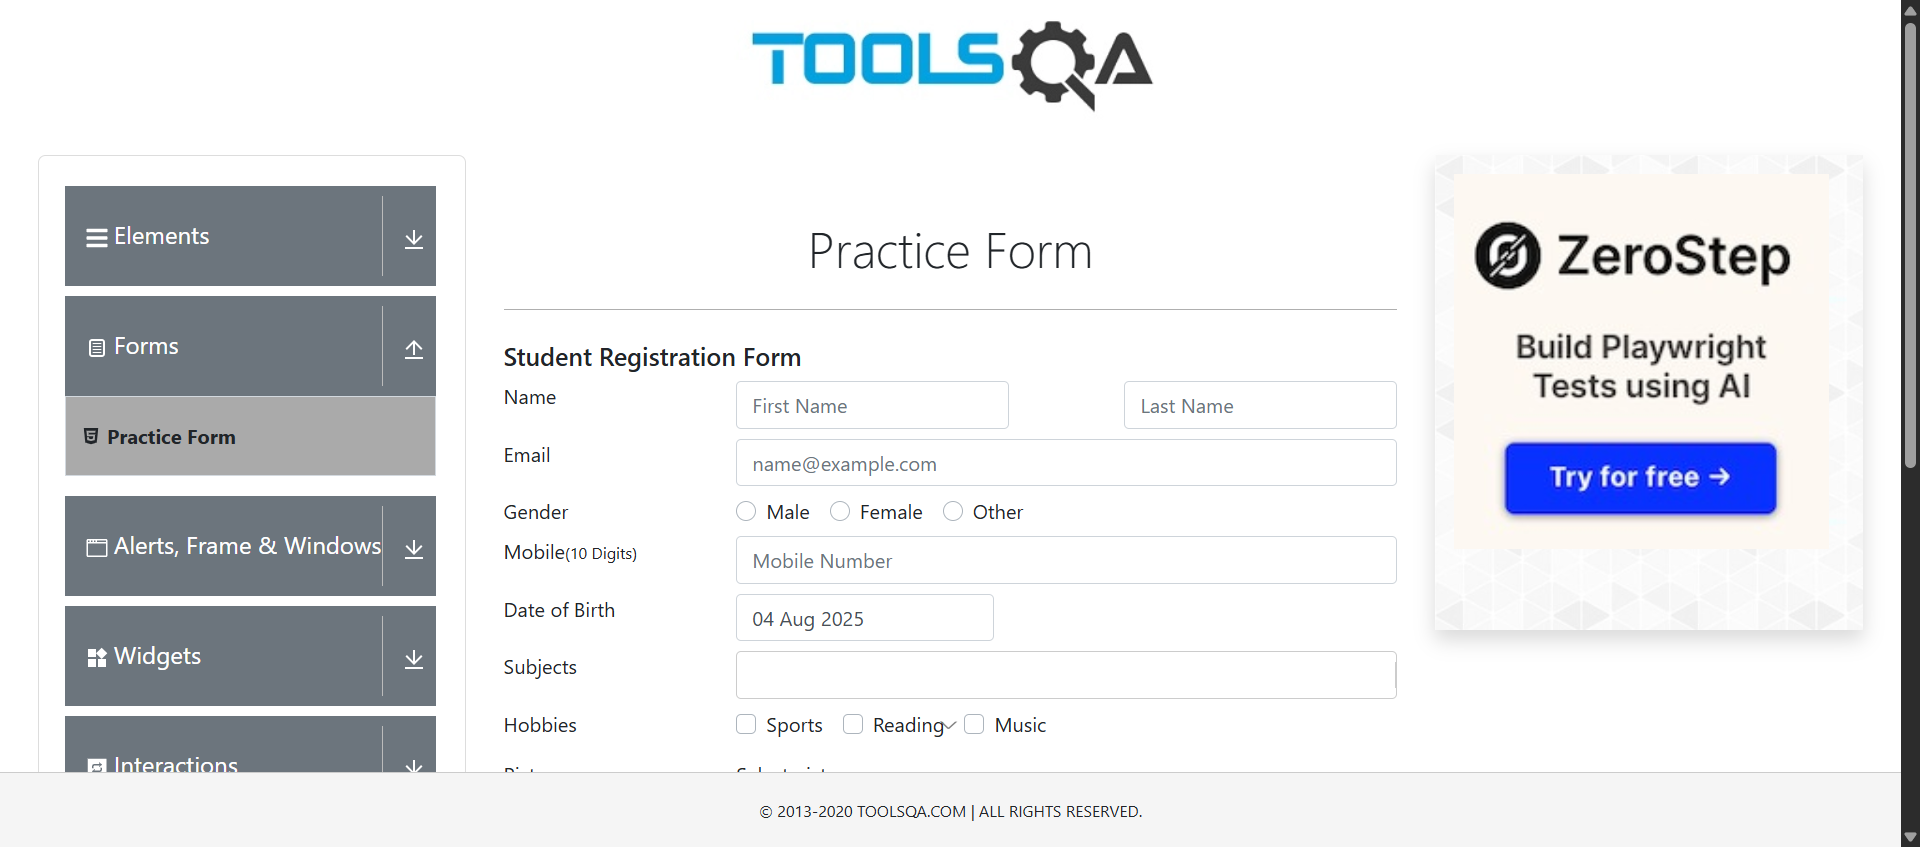 TOOLSQA
Elements
Forms
Practice Form
Alerts, Frame & Windows
Widgets
Interactions
Practice Form
Student Registration Form
Name
First Name
Last Name
Email
name@example.com
Gender
Male
Female
Other
Mobile(10 Digits)
Mobile Number
Date of Birth
04 Aug 2025
Subjects
Hobbies
Sports
Reading
Music
ZeroStep
Build Playwright
Tests using AI
Try for free →
© 2013-2020 TOOLSQA.COM | ALL RIGHTS RESERVED.